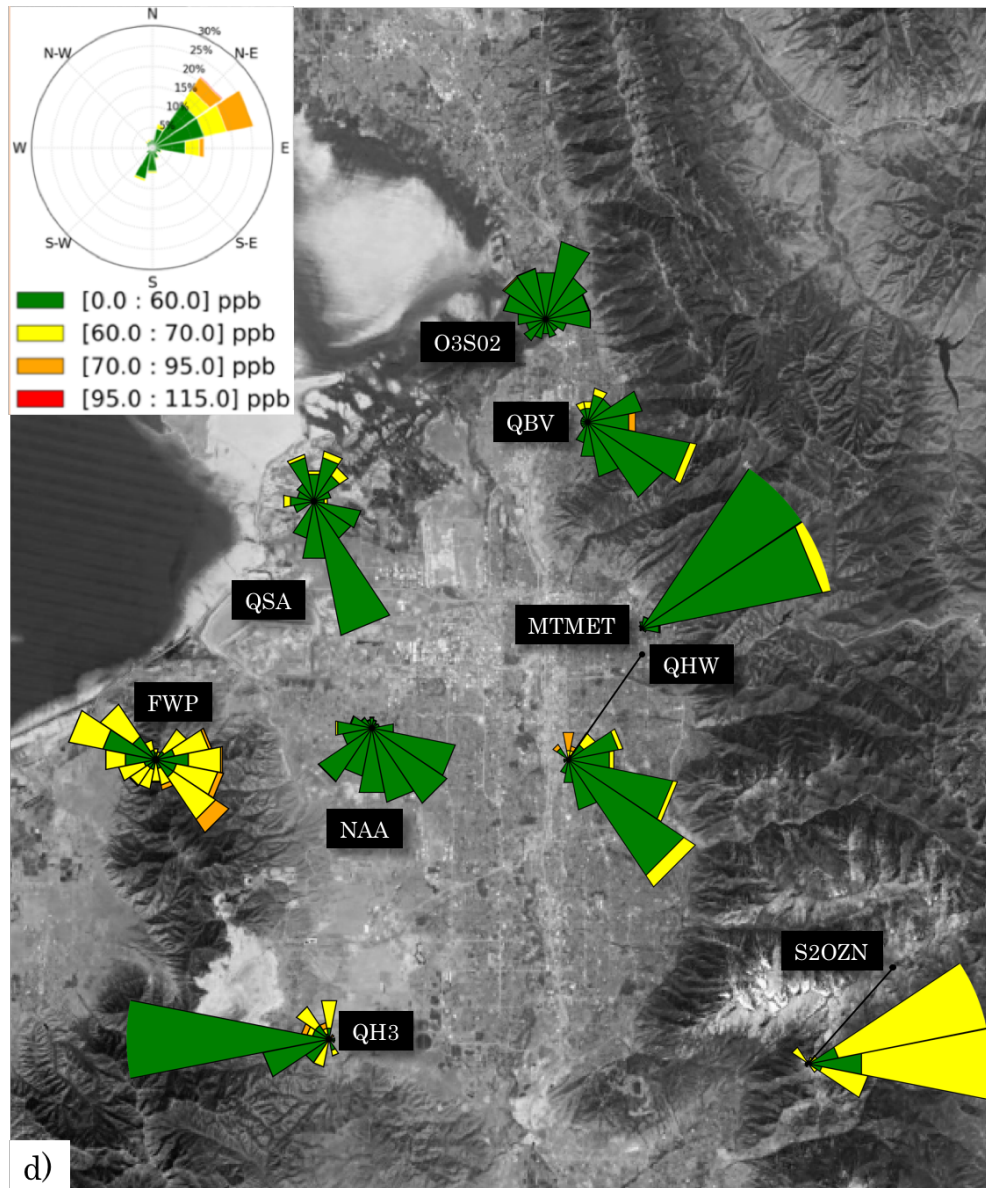 N
N-W
30%
N-E
25%
20%
15%
10%
5%
W
E
S-W
S-E
S
[0.0 : 60.0] ppb
[60.0 : 70.0] ppb
[70.0 : 95.0] ppb
[95.0 : 115.0] ppb
O3S02
QBV
QSA
MTMET
QHW
FWP
NAA
S2OZN
QH3
d)